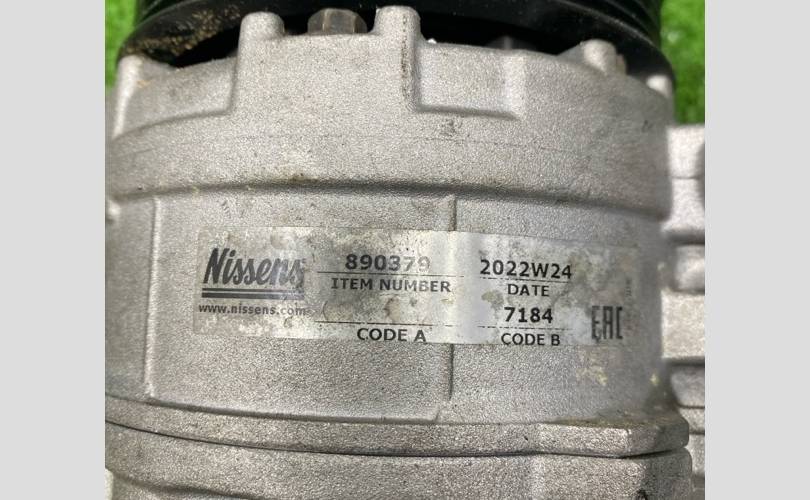 Nissens
www.nissens.com
890379
ITEM NUMBER
2022W24
DATE
CODE A
7184
CODE B
EAC